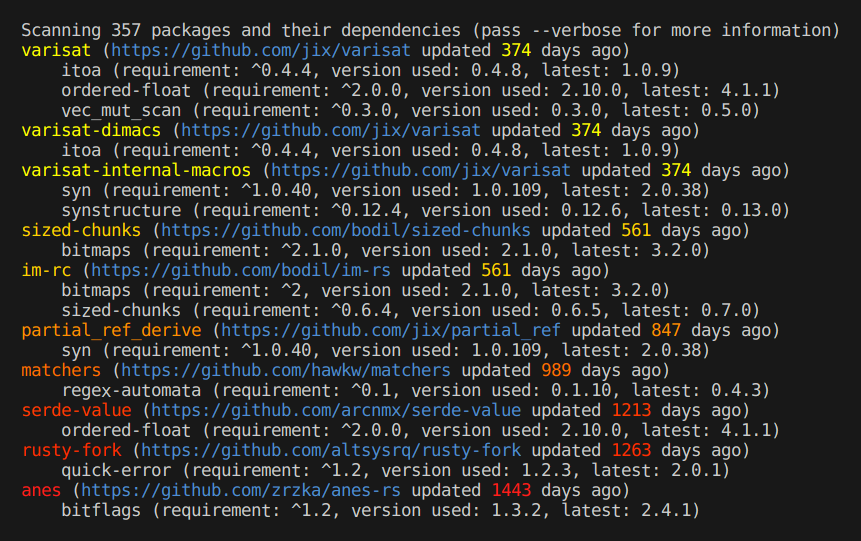 Scanning 357 packages and their dependencies (pass --verbose for more information)
varisat (https://github.com/jix/varisat updated 374 days ago)
    itoa (requirement: ^0.4.4, version used: 0.4.8, latest: 1.0.9)
    ordered-float (requirement: ^2.0.0, version used: 2.10.0, latest: 4.1.1)
    vec_mut_scan (requirement: ^0.3.0, version used: 0.3.0, latest: 0.5.0)
varisat-dimacs (https://github.com/jix/varisat updated 374 days ago)
    itoa (requirement: ^0.4.4, version used: 0.4.8, latest: 1.0.9)
varisat-internal-macros (https://github.com/jix/varisat updated 374 days ago)
    syn (requirement: ^1.0.40, version used: 1.0.109, latest: 2.0.38)
    synstructure (requirement: ^0.12.4, version used: 0.12.6, latest: 0.13.0)
sized-chunks (https://github.com/bodil/sized-chunks updated 561 days ago)
    bitmaps (requirement: ^2.1.0, version used: 2.1.0, latest: 3.2.0)
im-rc (https://github.com/bodil/im-rs updated 561 days ago)
    bitmaps (requirement: ^2, version used: 2.1.0, latest: 3.2.0)
    sized-chunks (requirement: ^0.6.4, version used: 0.6.5, latest: 0.7.0)
partial_ref_derive (https://github.com/jix/partial_ref updated 847 days ago)
    syn (requirement: ^1.0.40, version used: 1.0.109, latest: 2.0.38)
matchers (https://github.com/hawkw/matchers updated 989 days ago)
    regex-automata (requirement: ^0.1, version used: 0.1.10, latest: 0.4.3)
serde-value (https://github.com/arcnmx/serde-value updated 1213 days ago)
    ordered-float (requirement: ^2.0.0, version used: 2.10.0, latest: 4.1.1)
rusty-fork (https://github.com/altsysrq/rusty-fork updated 1263 days ago)
    quick-error (requirement: ^1.2, version used: 1.2.3, latest: 2.0.1)
anes (https://github.com/zrzka/anes-rs updated 1443 days ago)
    bitflags (requirement: ^1.2, version used: 1.3.2, latest: 2.4.1)